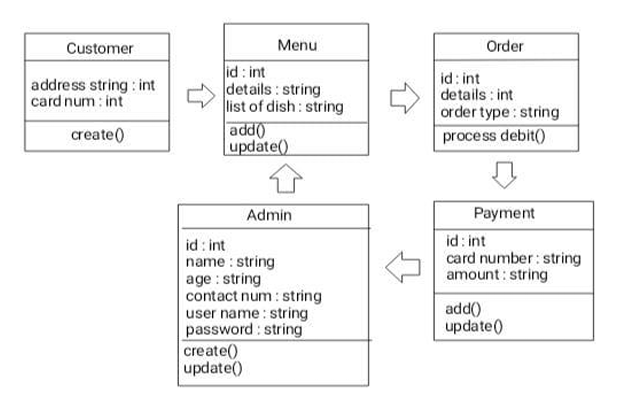 Customer
address string : int
card num : int
create()
Menu
id : int
details : string
list of dish : string
add()
update()
Order
id : int
details : int
order type : string
process debit()
Admin
id : int
name : string
age : string
contact num : string
user name : string
password : string
create()
update()
Payment
id : int
card number : string
amount : string
add()
update()